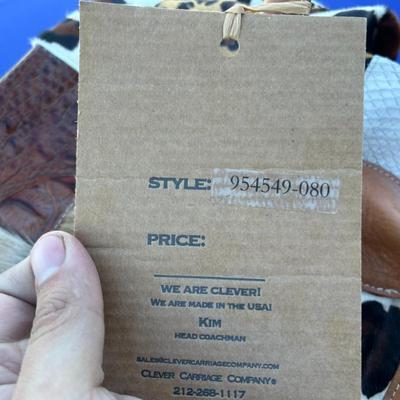 STYLE: 954549-080
PRICE:
WE ARE CLEVER!
WE ARE MADE IN THE USA!
KIM
HEAD COACHMAN
SALES@CLEVERCARRIAGECOMPANY.COM
CLEVER CARRIAGE COMPANY®
212-268-1117